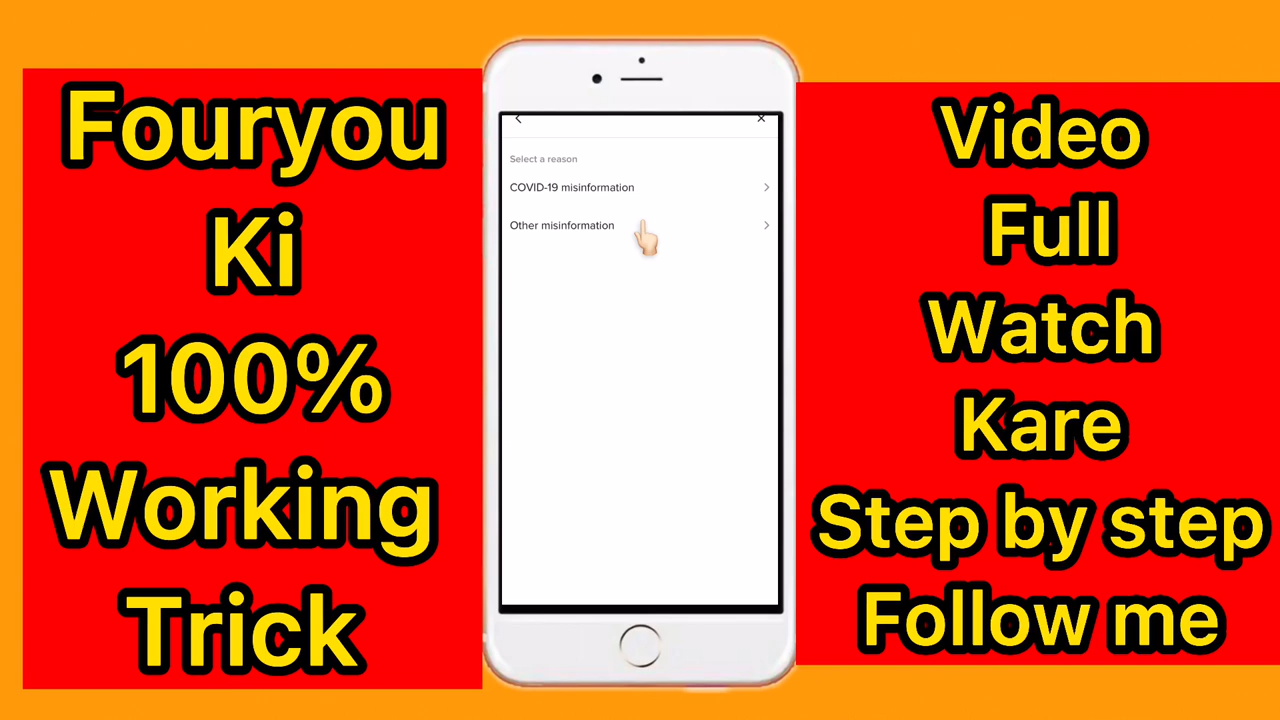 Fouryou
Ki
100%
Working
Trick
Select a reason
COVID-19 misinformation
Other misinformation
Video
Full
Watch
Kare
Step by step
Follow me